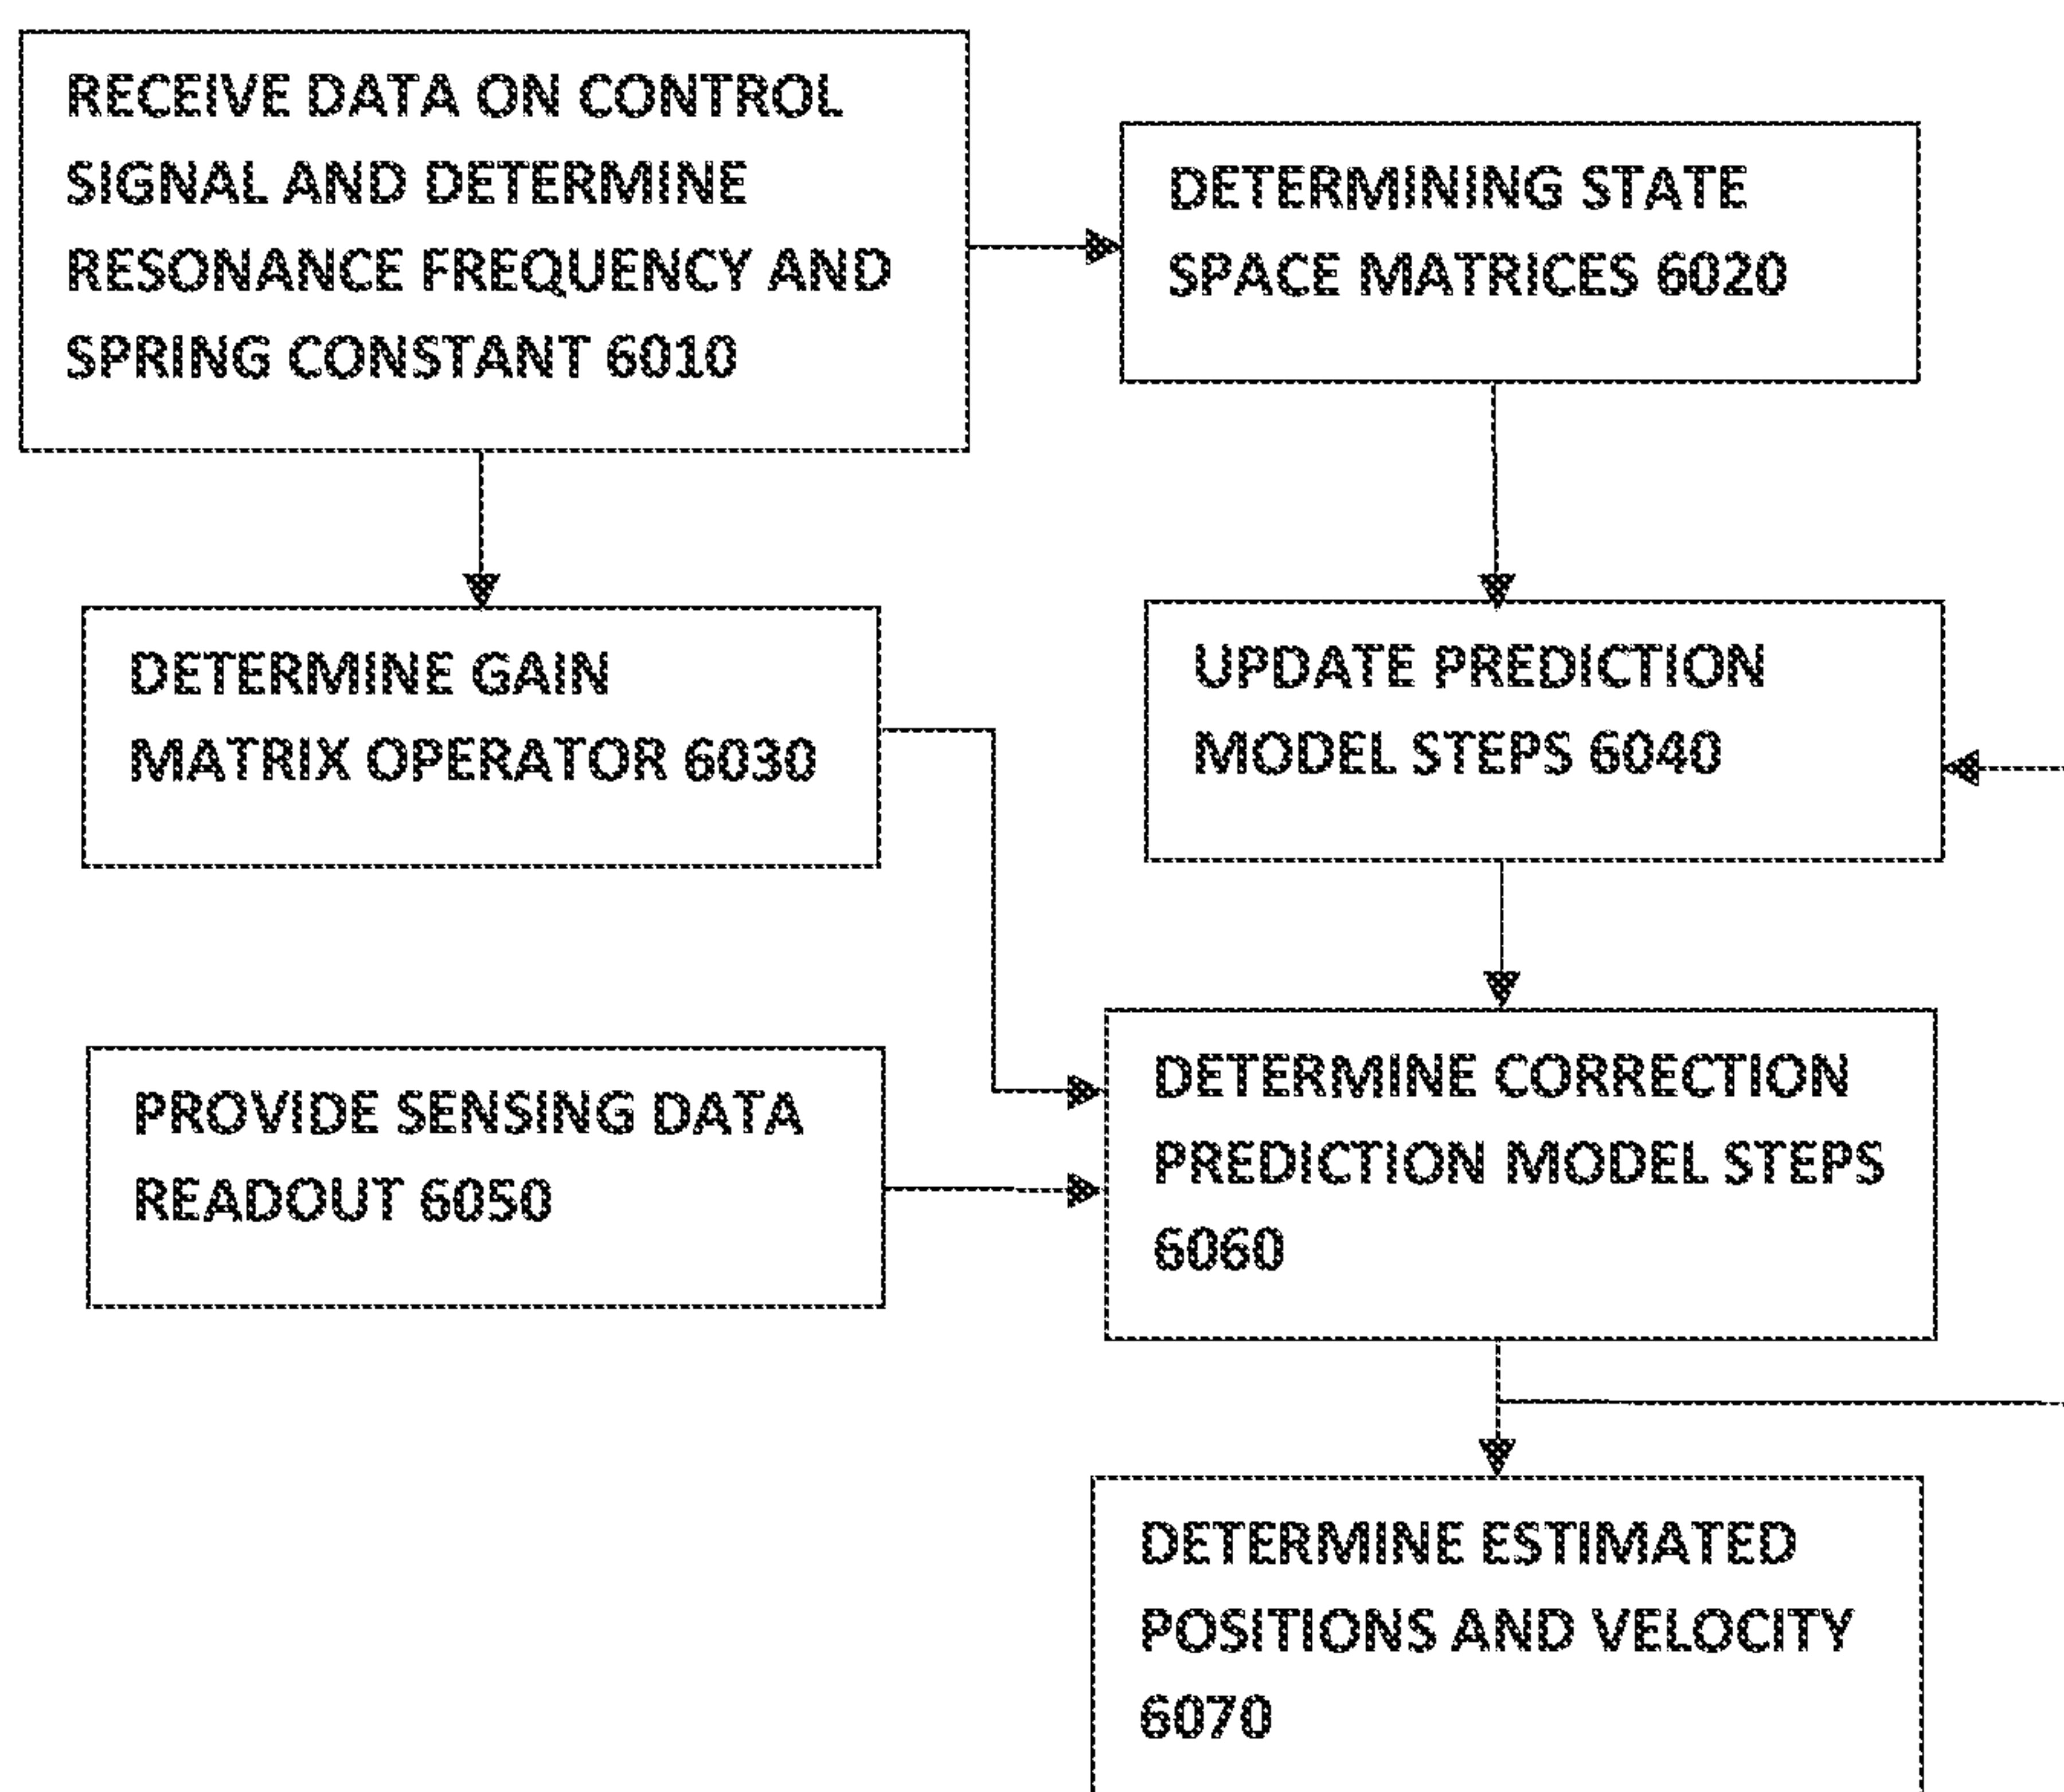 RECEIVE DATA ON CONTROL
SIGNAL AND DETERMINE
RESONANCE FREQUENCY AND
SPRING CONSTANT 6010
DETERMINING STATE
SPACE MATRICES 6020
DETERMINE GAIN
MATRIX OPERATOR 6030
UPDATE PREDICTION
MODEL STEPS 6040
PROVIDE SENSING DATA
READOUT 6050
DETERMINE CORRECTION
PREDICTION MODEL STEPS
6060
DETERMINE ESTIMATED
POSITIONS AND VELOCITY
6070